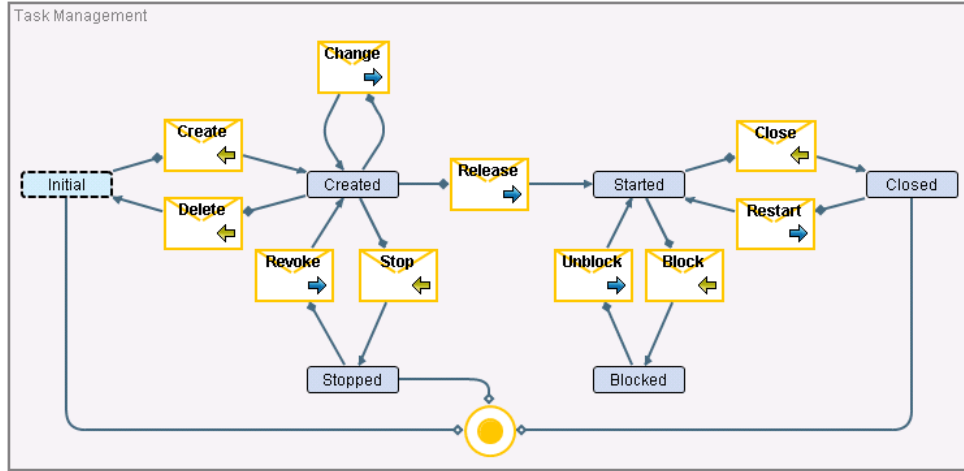 Task Management
Change
Create
Close
Release
Initial
Created
Started
Closed
Delete
Restart
Revoke
Stop
Unblock
Block
Stopped
Blocked